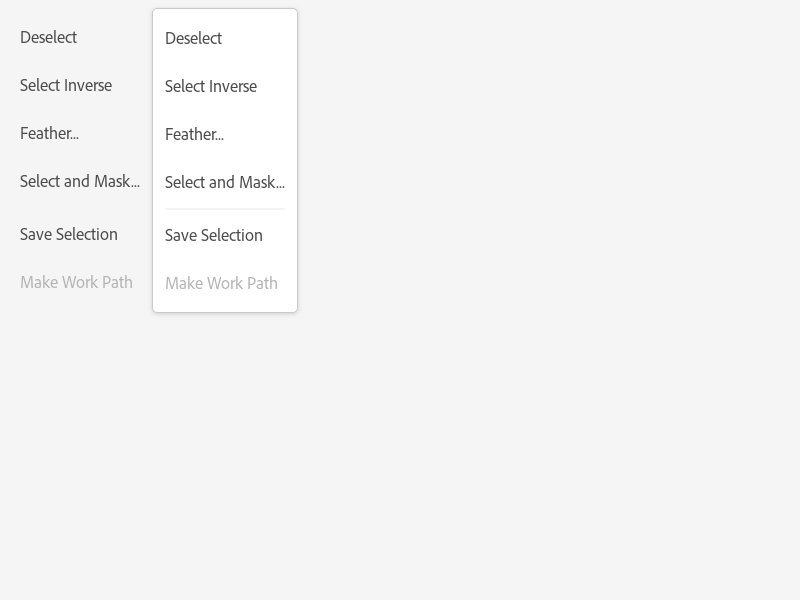 Deselect
Select Inverse
Feather...
Select and Mask...
Save Selection
Make Work Path
Deselect
Select Inverse
Feather...
Select and Mask...
Save Selection
Make Work Path